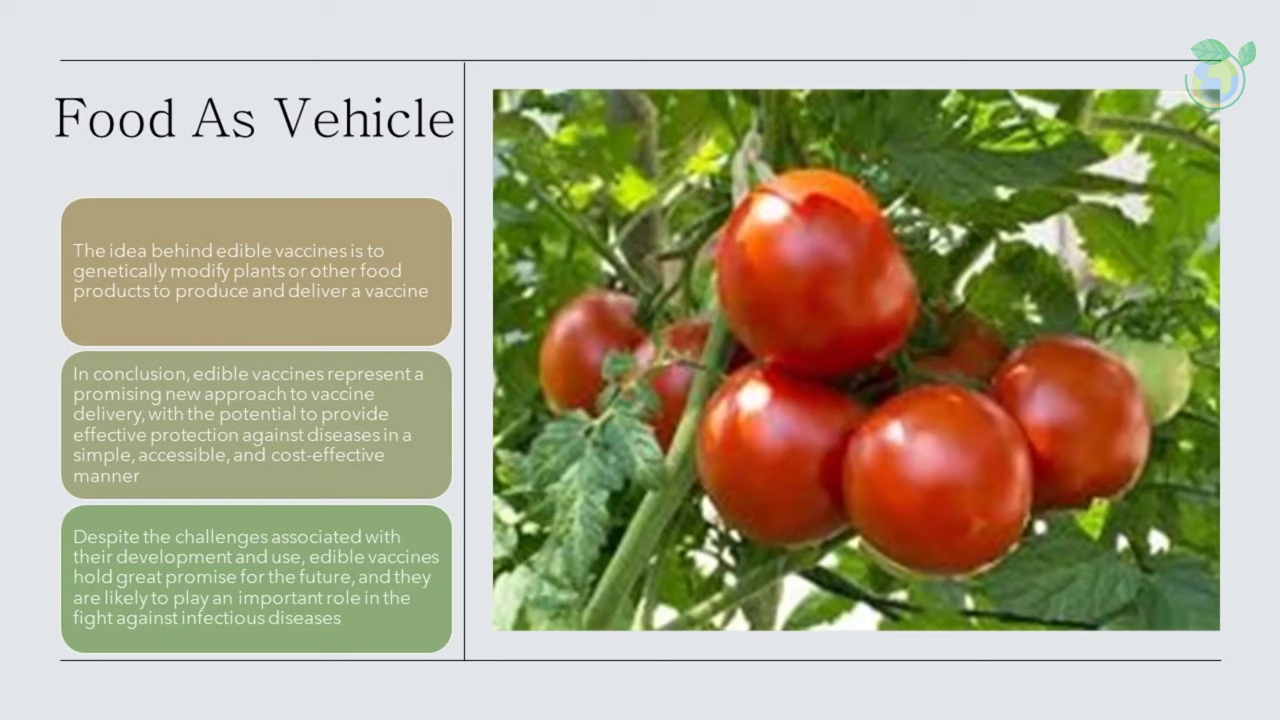 Food As Vehicle
The idea behind edible vaccines is to
genetically modify plants or other food
products to produce and deliver a vaccine
In conclusion, edible vaccines represent a
promising new approach to vaccine
delivery, with the potential to provide
effective protection against diseases in a
simple, accessible, and cost-effective
manner
Despite the challenges associated with
their development and use, edible vaccines
hold great promise for the future, and they
are likely to play an important role in the
fight against infectious diseases